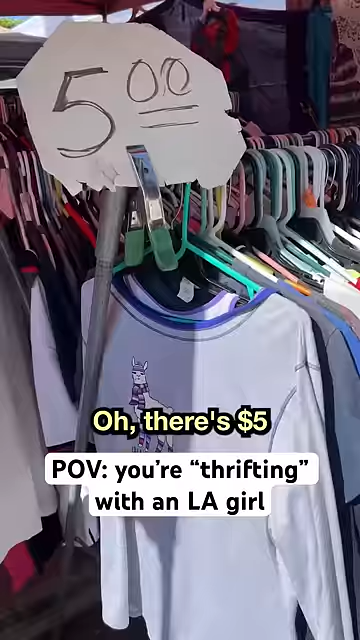 5 00
Oh, there's $5
POV: you're “thrifting”
with an LA girl